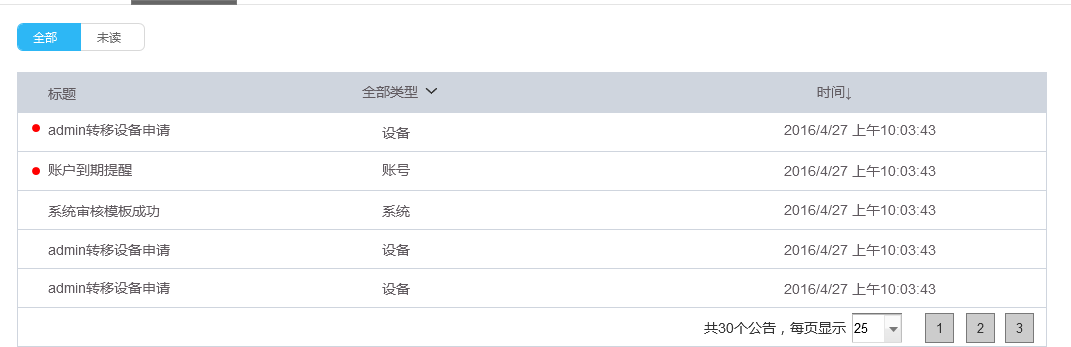 全部 未读
标题 全部类型 时间↓
admin转移设备申请 设备 2016/4/27 上午10:03:43
账户到期提醒 账号 2016/4/27 上午10:03:43
系统审核模板成功 系统 2016/4/27 上午10:03:43
admin转移设备申请 设备 2016/4/27 上午10:03:43
admin转移设备申请 设备 2016/4/27 上午10:03:43
共30个公告，每页显示 25 1 2 3